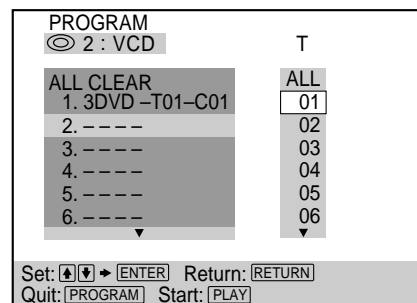 PROGRAM
2 : VCD T
ALL CLEAR ALL
1. 3DVD –T01–C01 01
2. – – – – 02
3. – – – – 03
4. – – – – 04
5. – – – – 05
6. – – – – 06
Set: ↑ ↓ → ENTER Return: RETURN
Quit: PROGRAM Start: PLAY